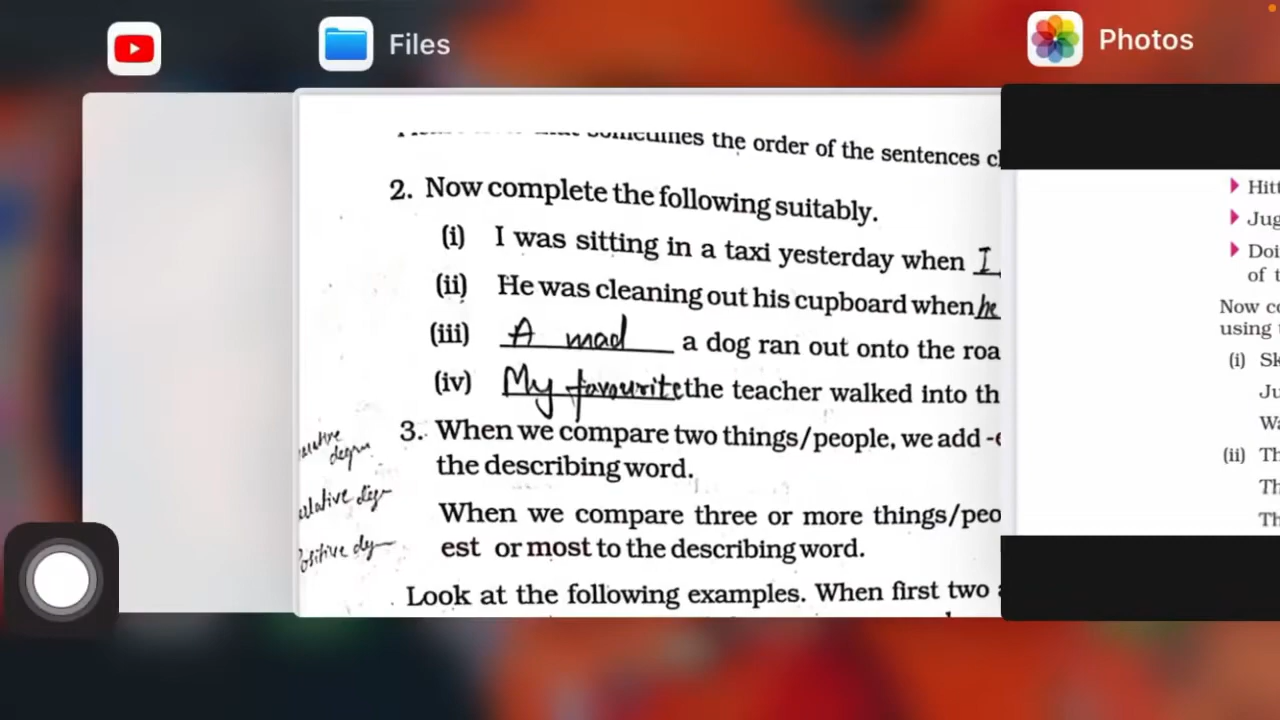 Files
Photos
sometimes the order of the sentences
2. Now complete the following suitably.
(i) I was sitting in a taxi yesterday when I
(ii) He was cleaning out his cupboard when he
(iii) A mad a dog ran out onto the roa
(iv) My favourite the teacher walked into th
3. When we compare two things/people, we add -e
the describing word.
When we compare three or more things/peo
est or most to the describing word.
Look at the following examples. When first two
Hitt
Jug
Doi
of t
Now co
using t
(i) Sk
Ju
Wa
(ii) Th
Th
Th